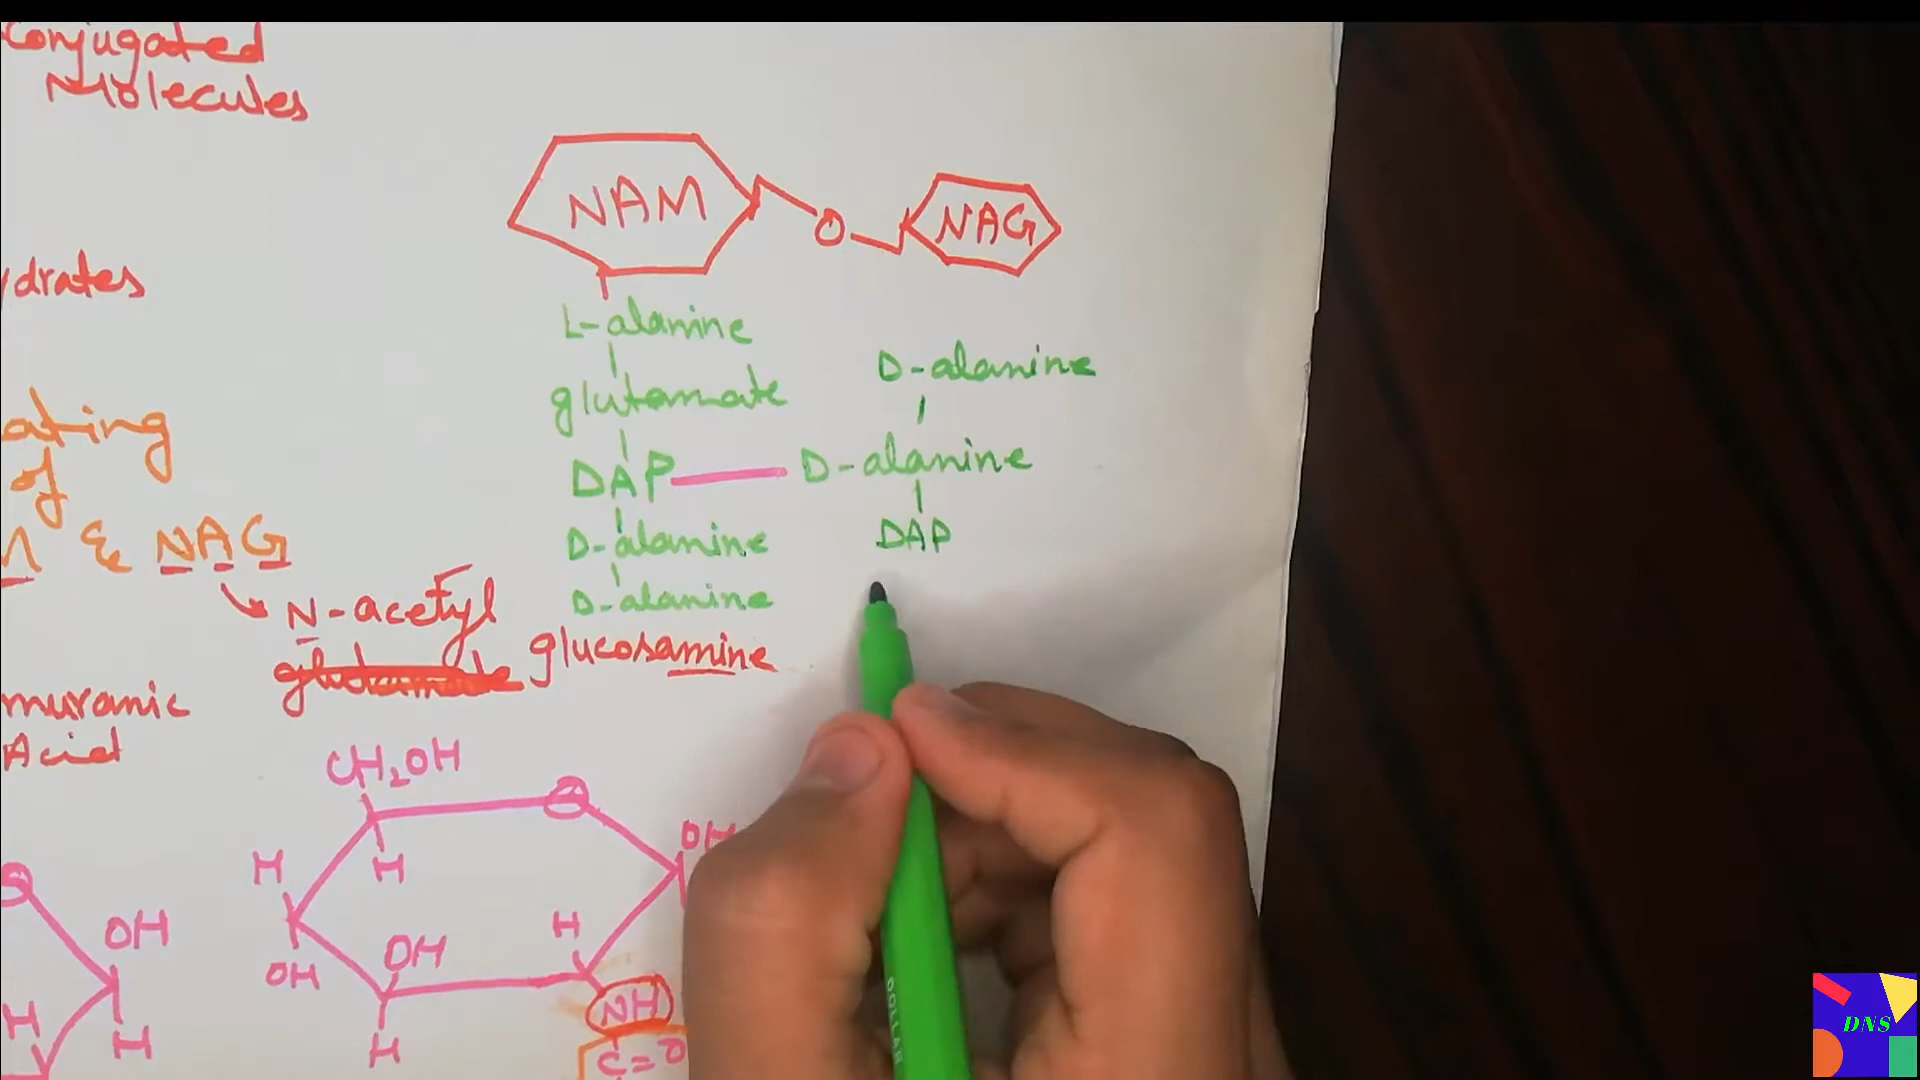 Conjugated
Molecules
NAM
O
NAG
ydrates
L-alanine
glutamate
DAP
D-alanine
D-alanine
D-alanine
D-alanine
DAP
ating
of
& NAG
N-acetyl
glutamate glucosamine
muramic
Acid
CH2OH
O
H
H
OH
OH
H
H
NH
C=O
OH
O
OH
H
H
DOLLAR
DNS